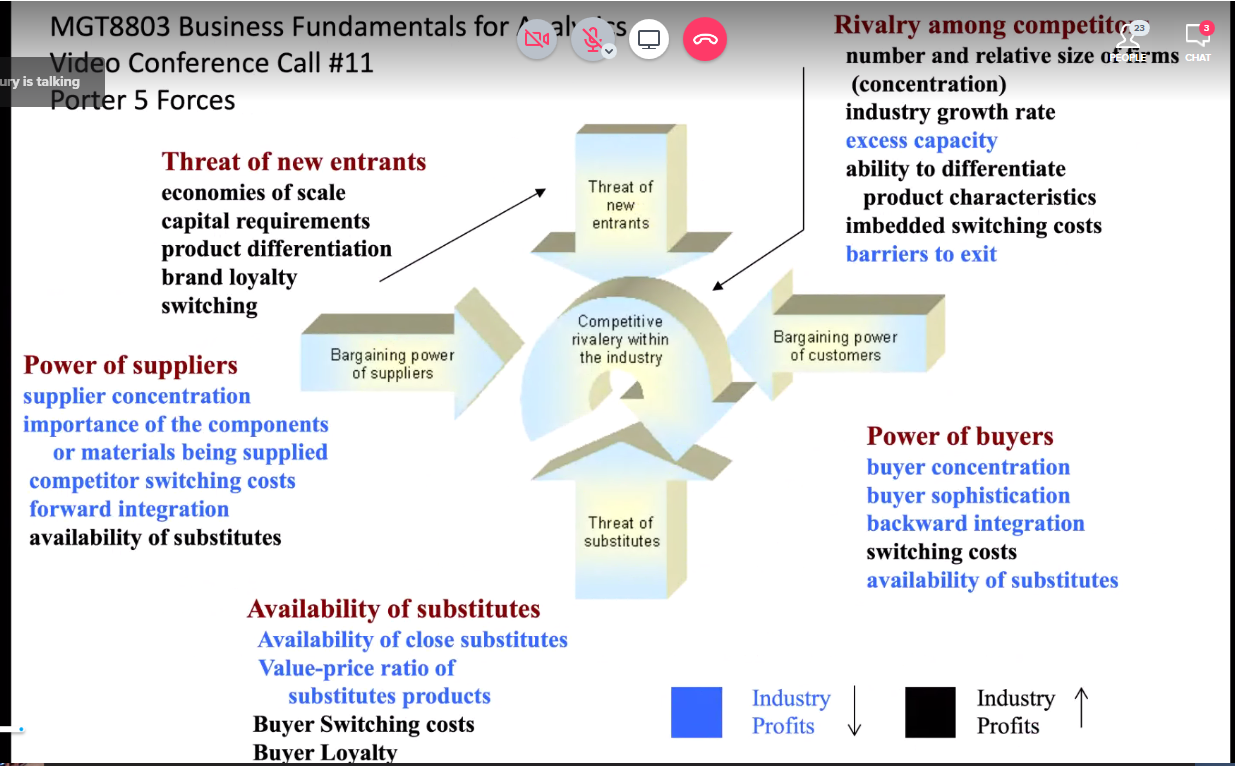 MGT8803 Business Fundamentals for Analytics
Video Conference Call #11
ury is talking
Porter 5 Forces
23
PEOPLE
3
CHAT
Rivalry among competitors
number and relative size of firms
(concentration)
industry growth rate
excess capacity
ability to differentiate
product characteristics
imbedded switching costs
barriers to exit
Threat of new entrants
economies of scale
capital requirements
product differentiation
brand loyalty
switching
Threat of
new
entrants
Competitive
rivalery within
the industry
Bargaining power
of suppliers
Bargaining power
of customers
Threat of
substitutes
Power of suppliers
supplier concentration
importance of the components
or materials being supplied
competitor switching costs
forward integration
availability of substitutes
Power of buyers
buyer concentration
buyer sophistication
backward integration
switching costs
availability of substitutes
Availability of substitutes
Availability of close substitutes
Value-price ratio of
substitutes products
Buyer Switching costs
Buyer Loyalty
Industry
Profits
Industry
Profits